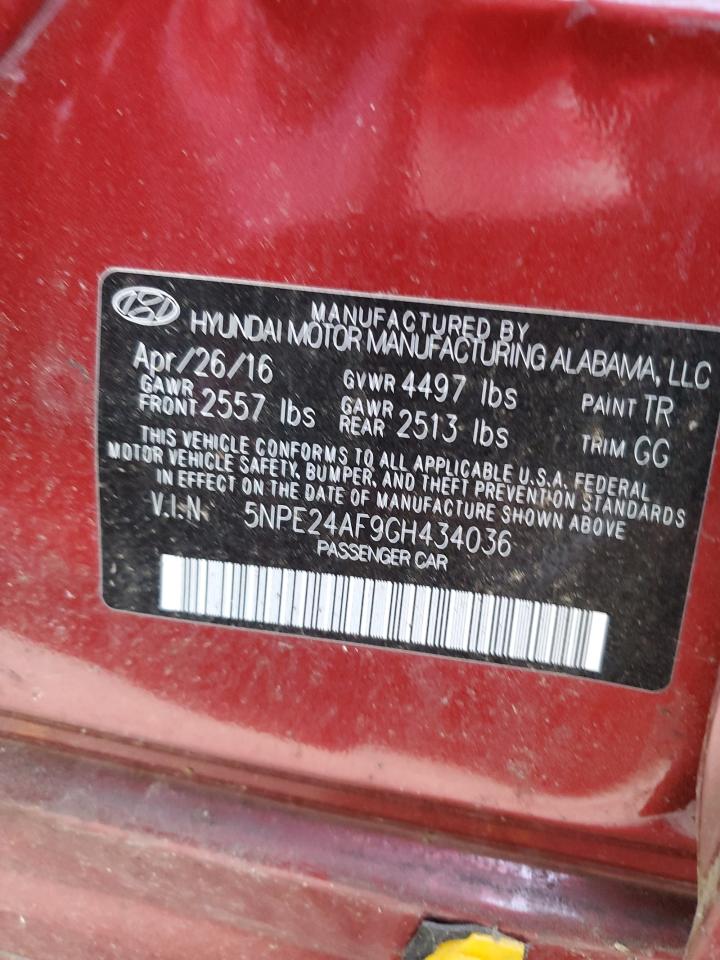 MANUFACTURED BY
HYUNDAI MOTOR MANUFACTURING ALABAMA, LLC
Apr/26/16 GVWR 4497 lbs PAINT TR
GAWR FRONT 2557 lbs GAWR REAR 2513 lbs TRIM GG
THIS VEHICLE CONFORMS TO ALL APPLICABLE U.S.A. FEDERAL
MOTOR VEHICLE SAFETY, BUMPER, AND THEFT PREVENTION STANDARDS
IN EFFECT ON THE DATE OF MANUFACTURE SHOWN ABOVE
V.I.N. 5NPE24AF9GH434036
PASSENGER CAR